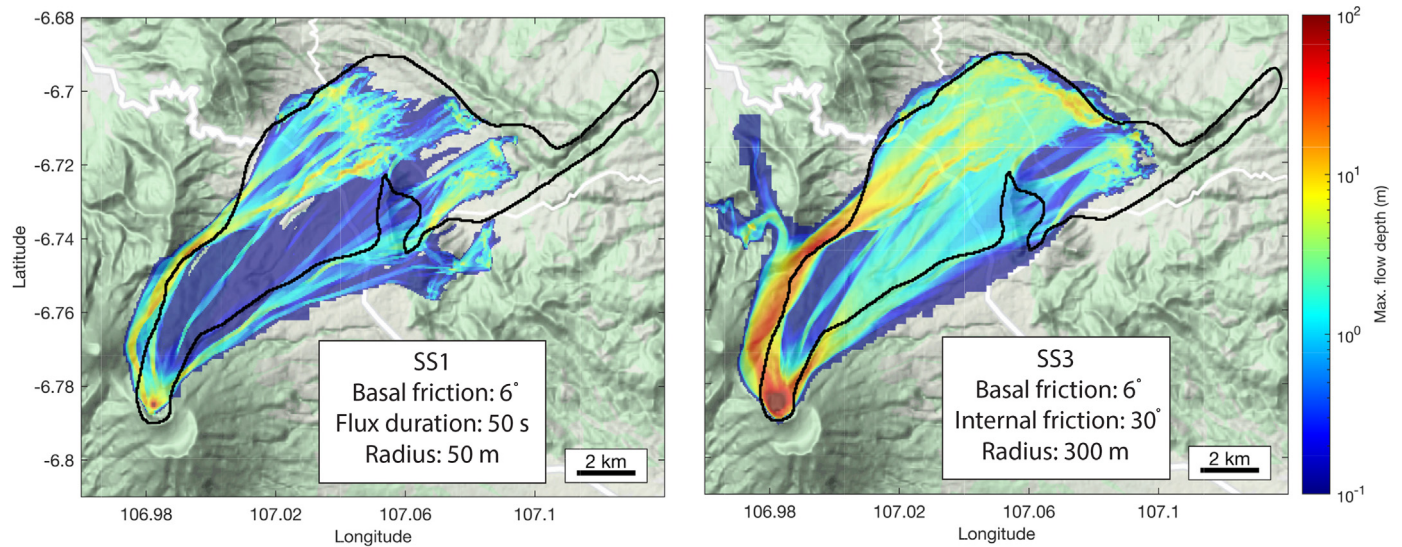 -6.68
-6.7
-6.72
-6.74
-6.76
-6.78
-6.8
Latitude
106.98
107.02
107.06
107.1
Longitude
SS1
Basal friction: 6°
Flux duration: 50 s
Radius: 50 m
2 km
106.98
107.02
107.06
107.1
Longitude
SS3
Basal friction: 6°
Internal friction: 30°
Radius: 300 m
2 km
10²
10¹
10⁰
10⁻¹
Max. flow depth (m)